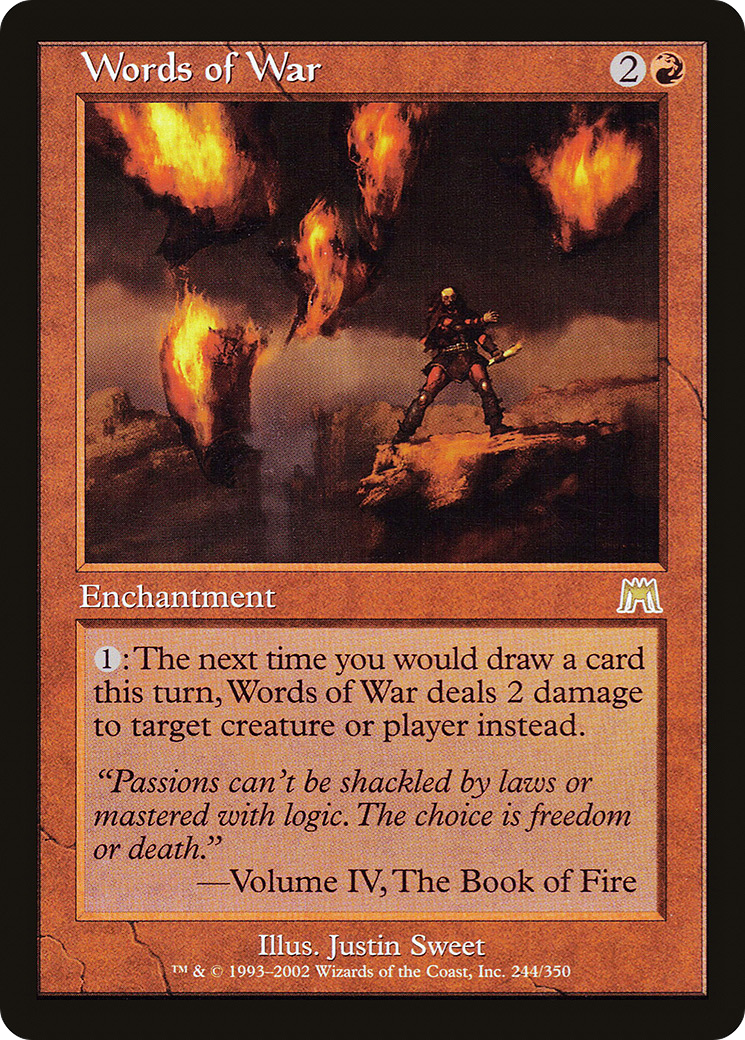 Words of War
2
Enchantment
1: The next time you would draw a card
this turn, Words of War deals 2 damage
to target creature or player instead.
“Passions can’t be shackled by laws or
mastered with logic. The choice is freedom
or death.”
—Volume IV, The Book of Fire
Illus. Justin Sweet
™ & © 1993–2002 Wizards of the Coast, Inc. 244/350